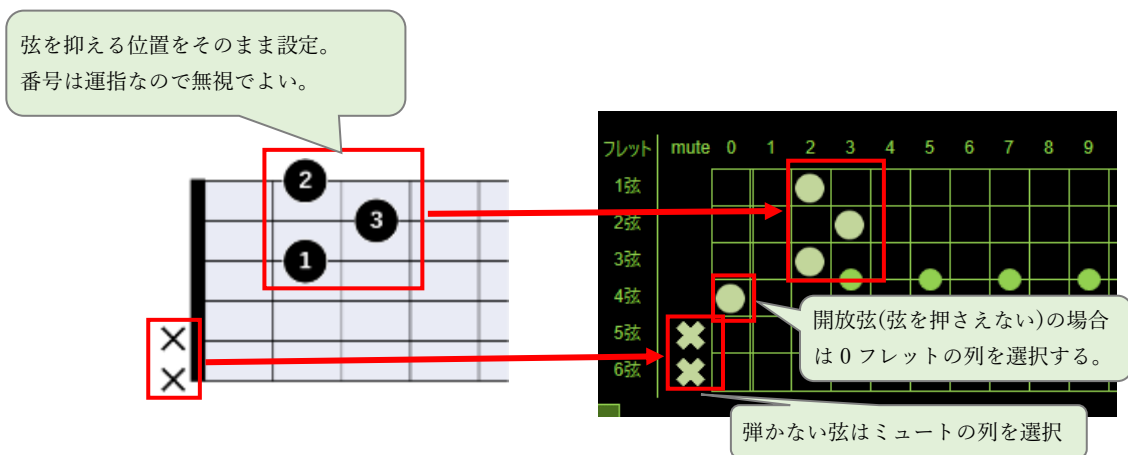 弦を抑える位置をそのまま設定。
番号は運指なので無視でよい。
2
3
1
フレット mute 0 1 2 3 4 5 6 7 8 9
1弦
2弦
3弦
4弦
5弦
6弦
開放弦(弦を押さえない)の場合
は 0 フレットの列を選択する。
弾かない弦はミュートの列を選択